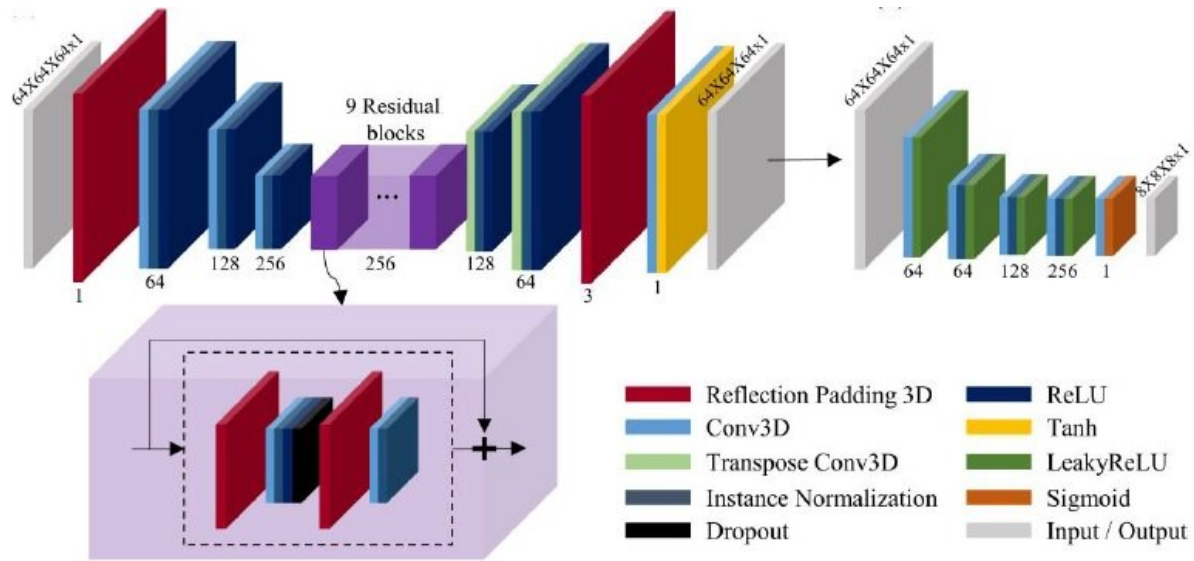 64X64X64x1
1
64
128
256
9 Residual
blocks
...
256
128
64
3
1
64X64X64x1
64X64X64x1
64
64
128
256
1
8X8X8x1
+
Reflection Padding 3D
Conv3D
Transpose Conv3D
Instance Normalization
Dropout
ReLU
Tanh
LeakyReLU
Sigmoid
Input / Output